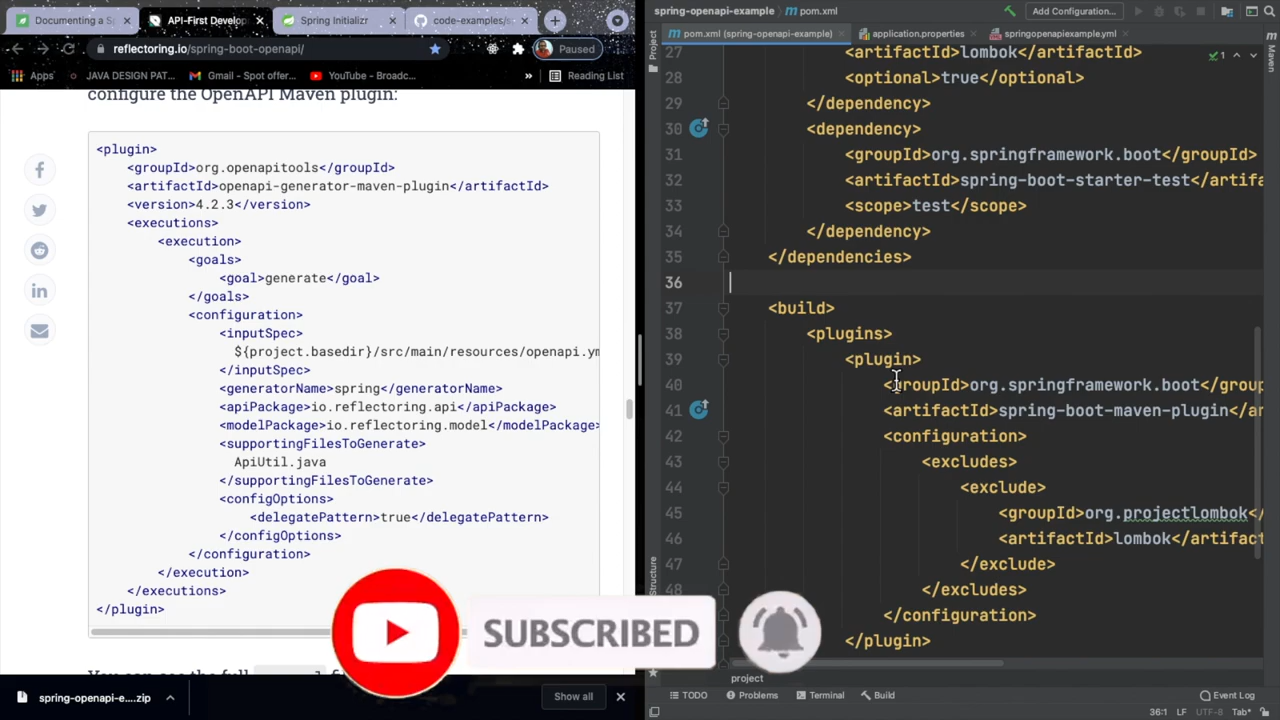 Documenting a Sp
API-First Develop
Spring Initializr
code-examples/s
reflectoring.io/spring-boot-openapi/
Paused
Apps
JAVA DESIGN PAT...
Gmail - Spot offer...
YouTube - Broadc...
»
Reading List
configure the OpenAPI Maven plugin:
<plugin>
<groupId>org.openapitools</groupId>
<artifactId>openapi-generator-maven-plugin</artifactId>
<version>4.2.3</version>
<executions>
<execution>
<goals>
<goal>generate</goal>
</goals>
<configuration>
<inputSpec>
${project.basedir}/src/main/resources/openapi.ym
</inputSpec>
<generatorName>spring</generatorName>
<apiPackage>io.reflectoring.api</apiPackage>
<modelPackage>io.reflectoring.model</modelPackage>
<supportingFilesToGenerate>
ApiUtil.java
</supportingFilesToGenerate>
<configOptions>
<delegatePattern>true</delegatePattern>
</configOptions>
</configuration>
</execution>
</executions>
</plugin>
spring-openapi-e....zip
Show all
SUBSCRIBED
spring-openapi-example
pom.xml
Add Configuration...
pom.xml (spring-openapi-example)
application.properties
springopenapiexample.yml
Project
Structure
Maven
1
27 <artifactId>lombok</artifactId>
28 <optional>true</optional>
29 </dependency>
30 <dependency>
31 <groupId>org.springframework.boot</groupId>
32 <artifactId>spring-boot-starter-test</artifa
33 <scope>test</scope>
34 </dependency>
35 </dependencies>
36
37 <build>
38 <plugins>
39 <plugin>
40 <groupId>org.springframework.boot</group
41 <artifactId>spring-boot-maven-plugin</ar
42 <configuration>
43 <excludes>
44 <exclude>
45 <groupId>org.projectlombok</
46 <artifactId>lombok</artifact
47 </exclude>
48 </excludes>
</configuration>
</plugin>
project
TODO
Problems
Terminal
Build
Event Log
36:1
LF
UTF-8
Tab*